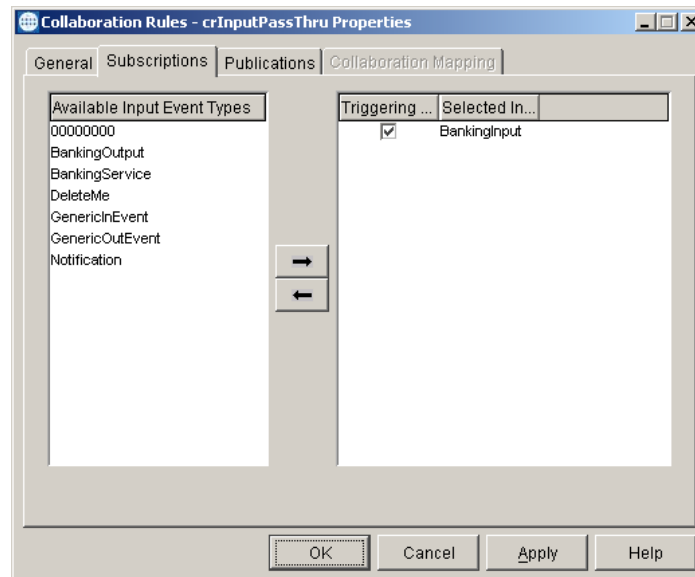 Collaboration Rules - crInputPassThru Properties
General Subscriptions Publications Collaboration Mapping
Available Input Event Types
00000000
BankingOutput
BankingService
DeleteMe
GenericInEvent
GenericOutEvent
Notification
Triggering ... Selected In...
BankingInput
OK Cancel Apply Help